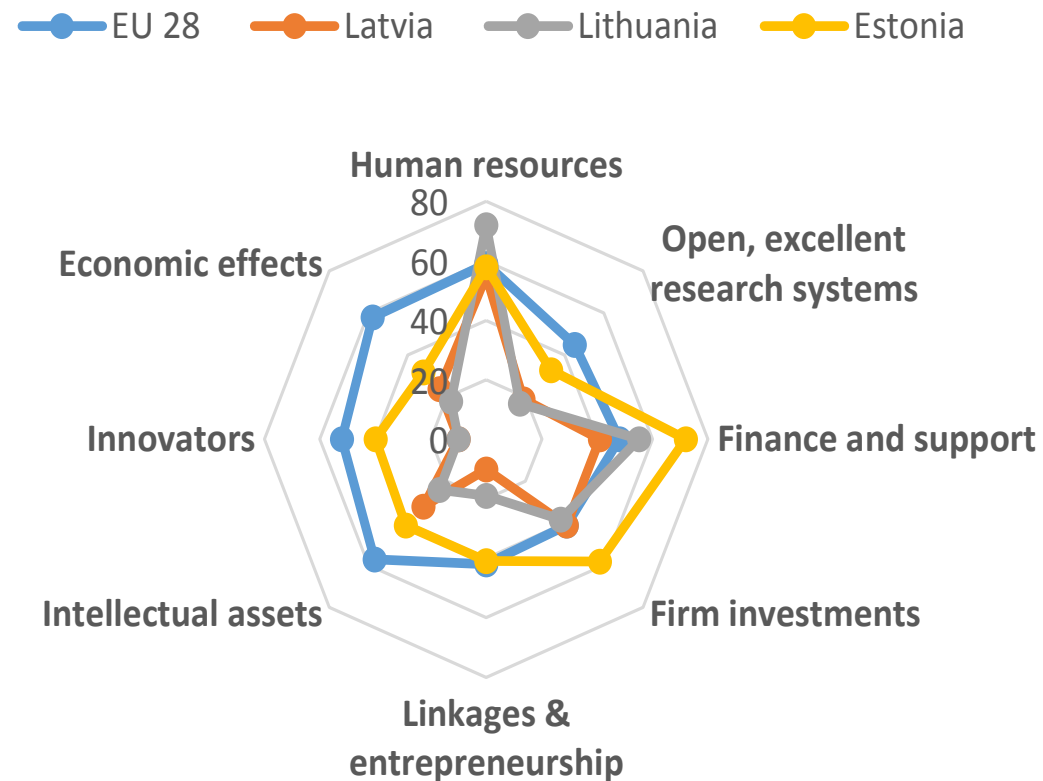 EU 28 Latvia Lithuania Estonia
Human resources
80
Open, excellent
research systems
Economic effects
60
40
20
0
Innovators
Finance and support
Intellectual assets
Firm investments
Linkages &
entrepreneurship